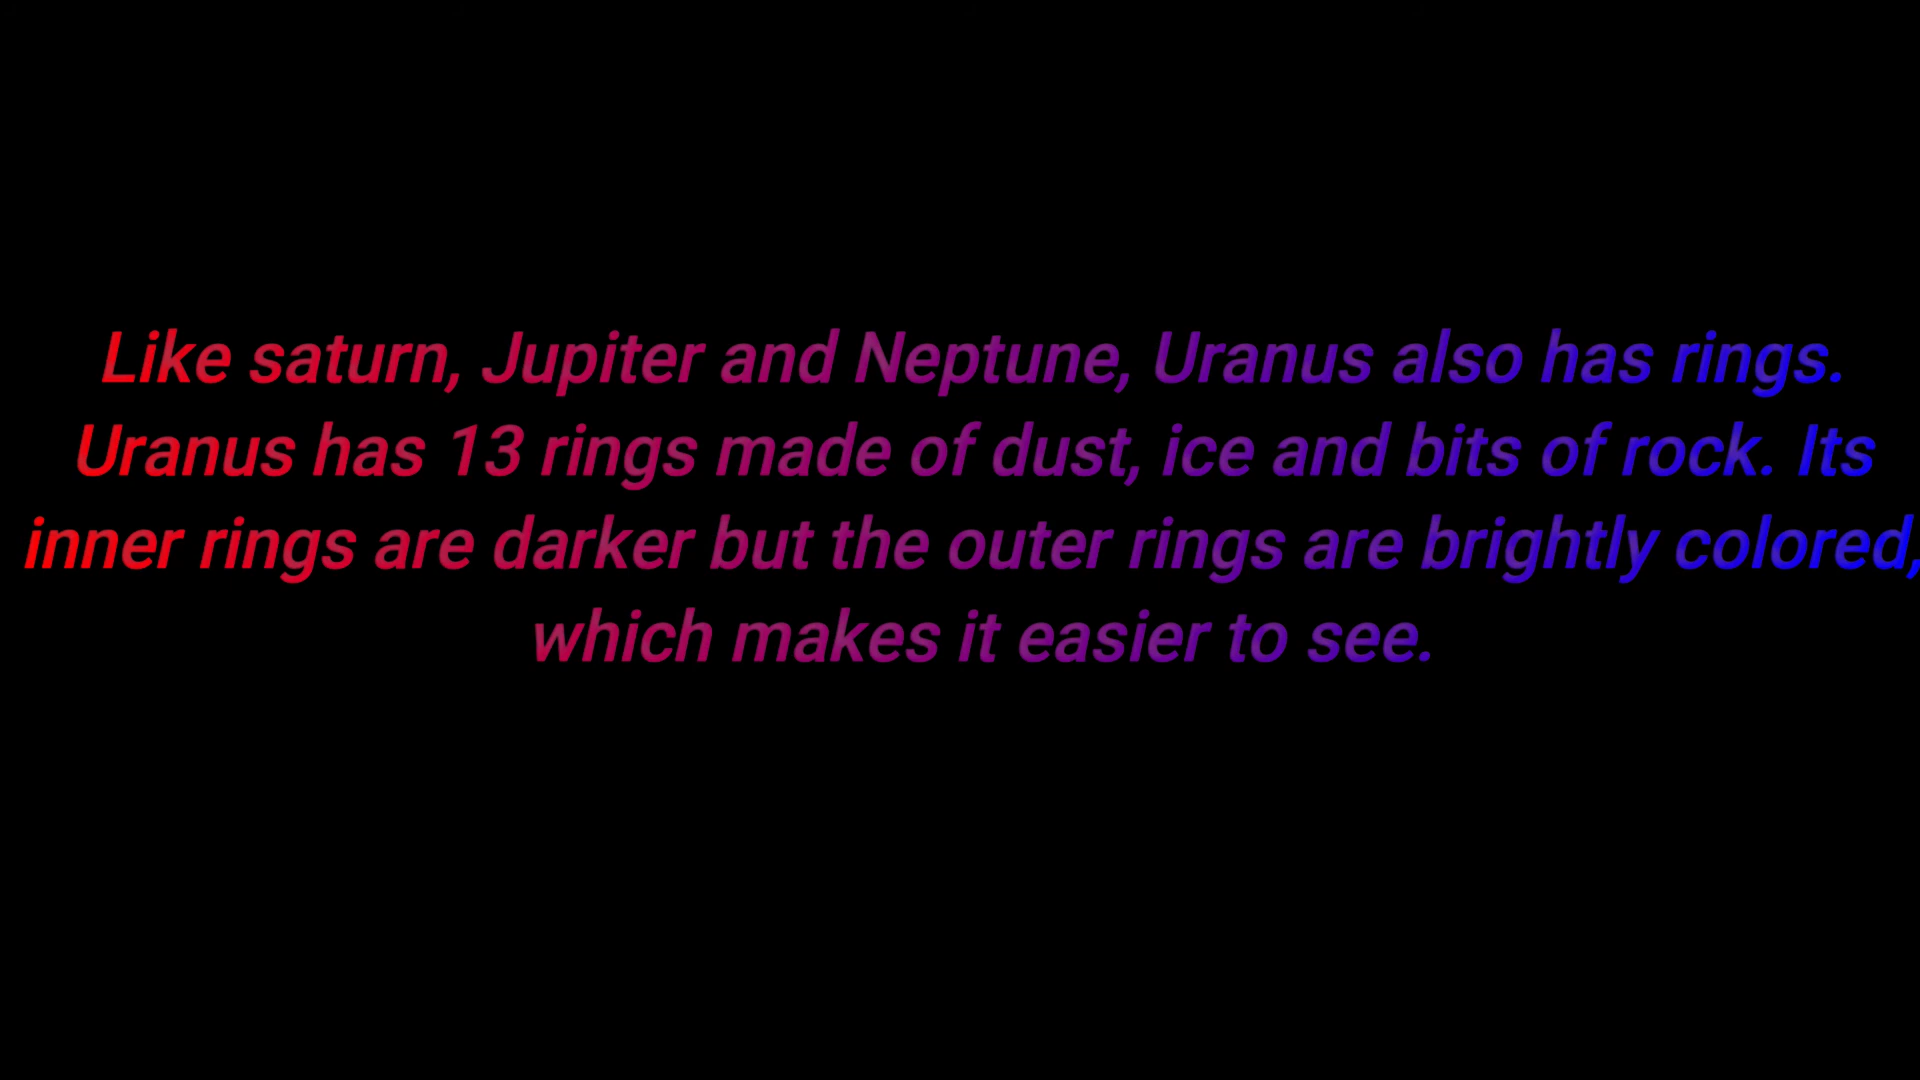 Like saturn, Jupiter and Neptune, Uranus also has rings.
Uranus has 13 rings made of dust, ice and bits of rock. Its
inner rings are darker but the outer rings are brightly colored,
which makes it easier to see.